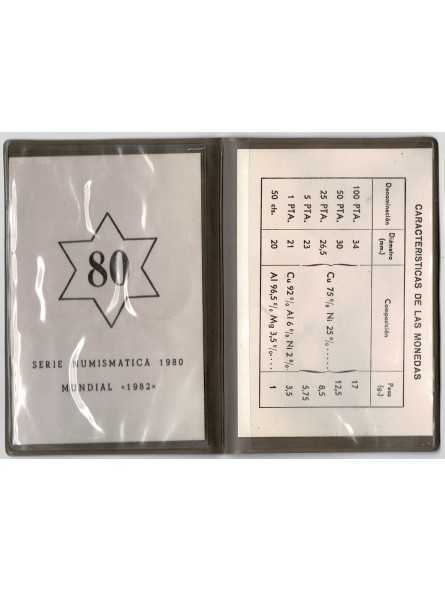 80
SERIE NUMISMATICA 1980
MUNDIAL «1982»
CARACTERISTICAS DE LAS MONEDAS
Denominación Diámetro (mm.) Composición Peso (g.)
100 PTA. 34 17
50 PTA. 30 12,5
25 PTA. 26,5 Cu 75 % Ni 25 % 8,5
5 PTA. 23 5,75
1 PTA. 21 Cu 92 % Al 6 % Ni 2 % 3,5
50 cts. 20 Al 96,5 % Mg 3,5 % 1